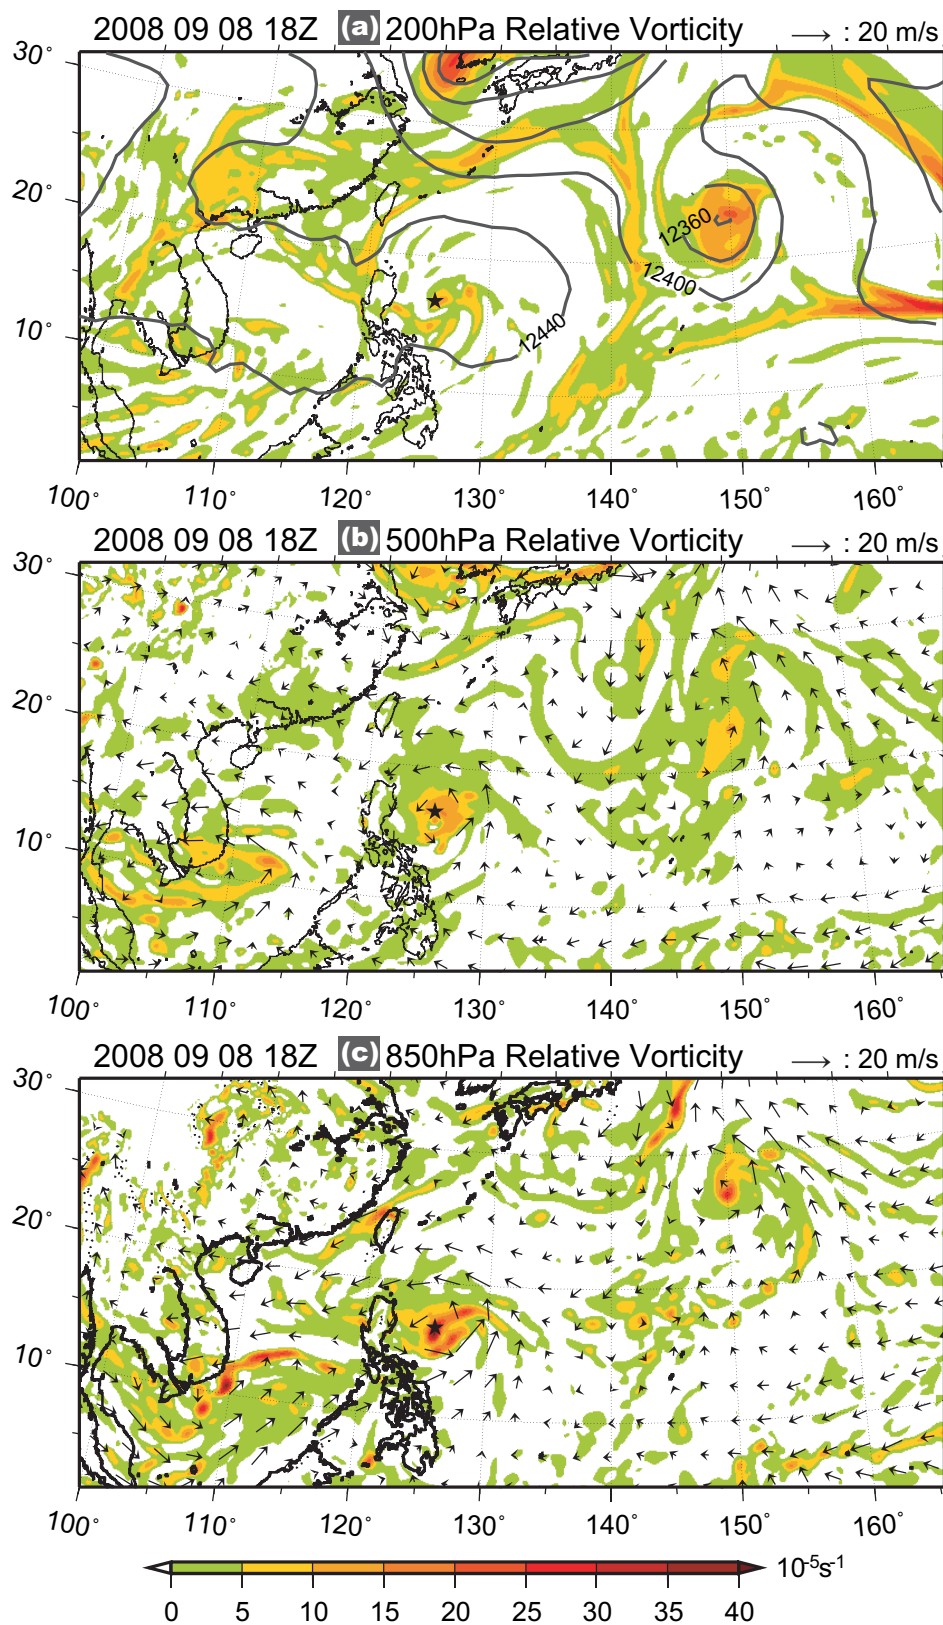 2008 09 08 18Z (a) 200hPa Relative Vorticity → : 20 m/s
30°
20°
10°
12360
12400
12440
100° 110° 120° 130° 140° 150° 160°
2008 09 08 18Z (b) 500hPa Relative Vorticity → : 20 m/s
30°
20°
10°
100° 110° 120° 130° 140° 150° 160°
2008 09 08 18Z (c) 850hPa Relative Vorticity → : 20 m/s
30°
20°
10°
100° 110° 120° 130° 140° 150° 160°
10⁻⁵s⁻¹
0 5 10 15 20 25 30 35 40